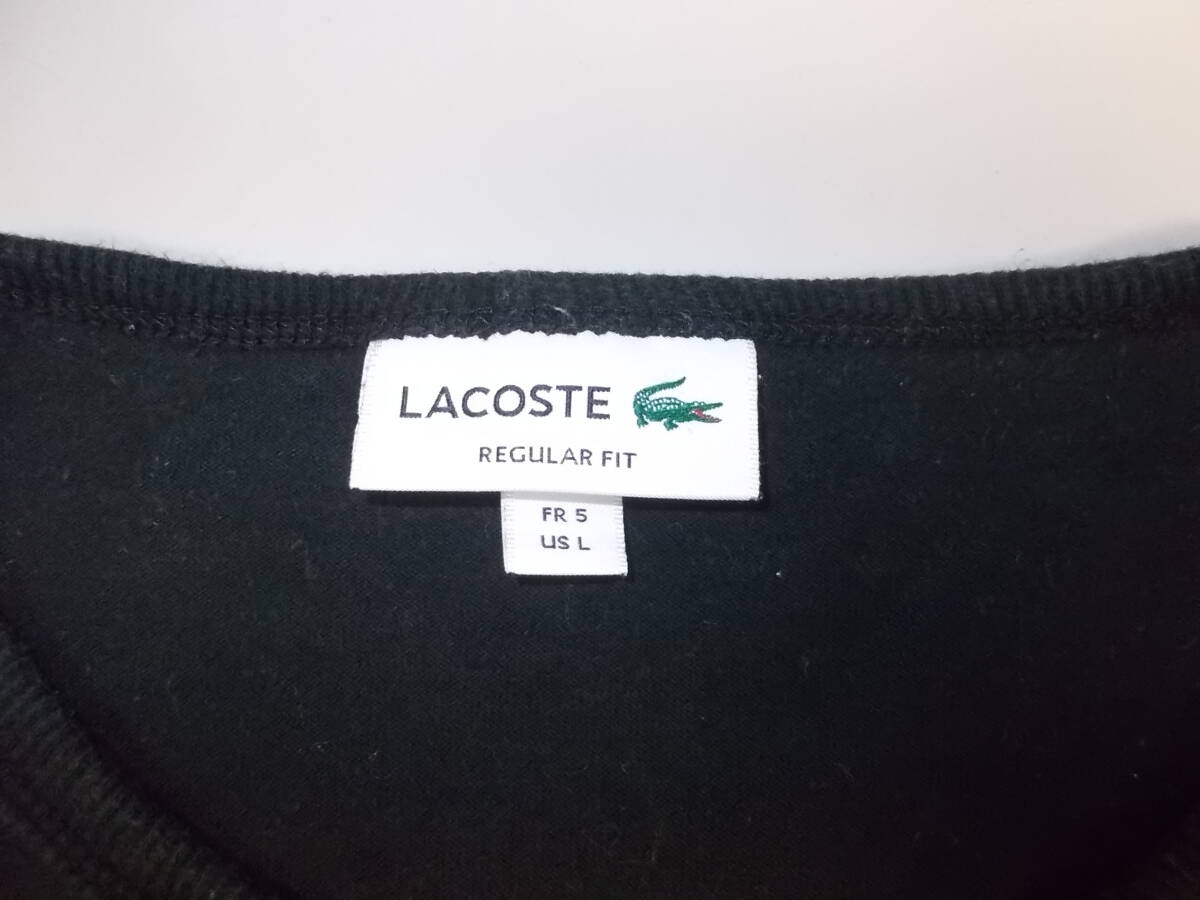 LACOSTE
REGULAR FIT
FR 5
US L